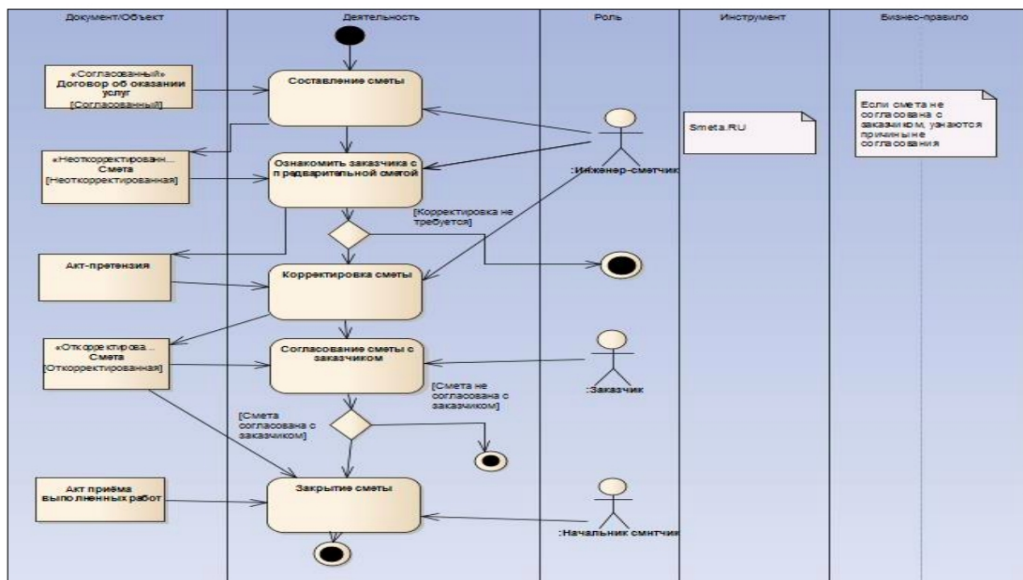 Документ/Объект
Деятельность
Роль
Инструмент
Бизнес-правило
«Согласованный»
Договор об оказании
услуг
[Согласованный]
Составление сметы
Smeta.RU
Если смета не
согласована с
заказчиком, узнаются
причины не
согласования
«Неоткорректированн...
Смета
[Неоткорректированная]
Ознакомить заказчика с
предварительной сметой
:Инженер-сметчик
[Корректировка не
требуется]
Акт-претензия
Корректировка сметы
«Откорректирова...
Смета
[Откорректированная]
Согласование сметы с
заказчиком
:Заказчик
[Смета не
согласована с
заказчиком]
[Смета
согласована с
заказчиком]
Акт приёма
выполненных работ
Закрытие сметы
:Начальник смнтчик